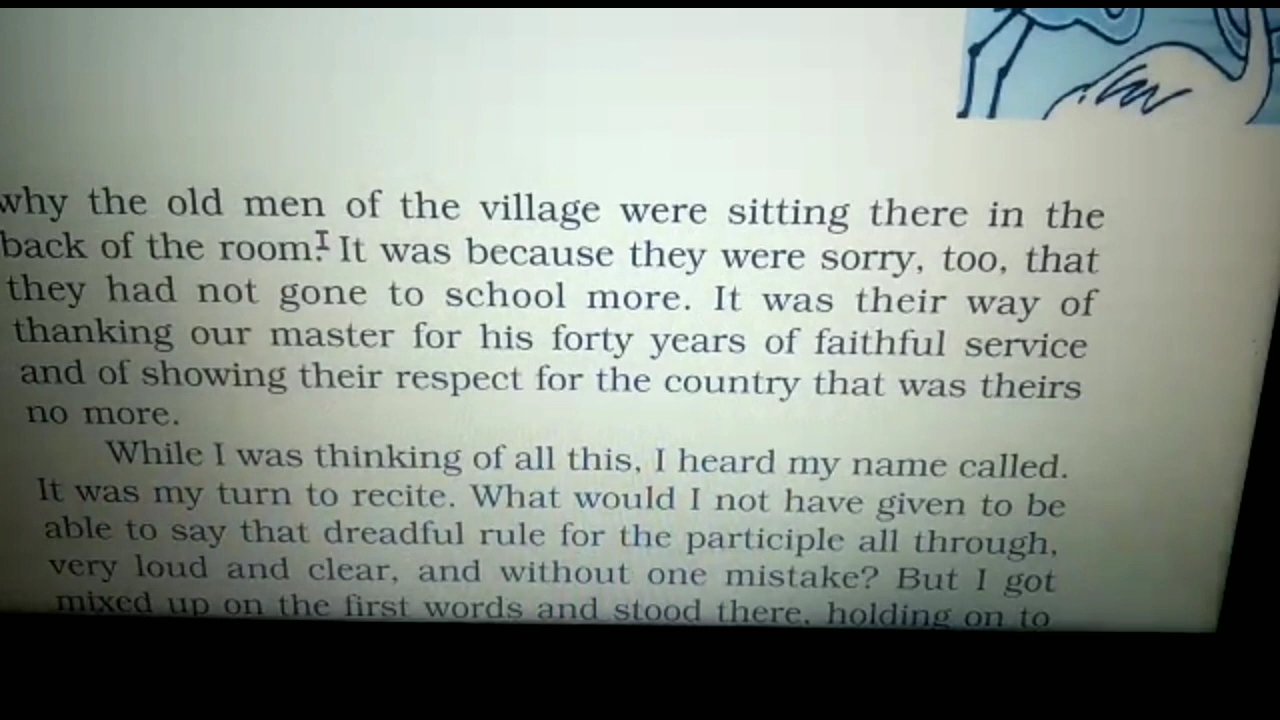 why the old men of the village were sitting there in the
back of the room. It was because they were sorry, too, that
they had not gone to school more. It was their way of
thanking our master for his forty years of faithful service
and of showing their respect for the country that was theirs
no more.
While I was thinking of all this, I heard my name called.
It was my turn to recite. What would I not have given to be
able to say that dreadful rule for the participle all through,
very loud and clear, and without one mistake? But I got
mixed up on the first words and stood there, holding on to